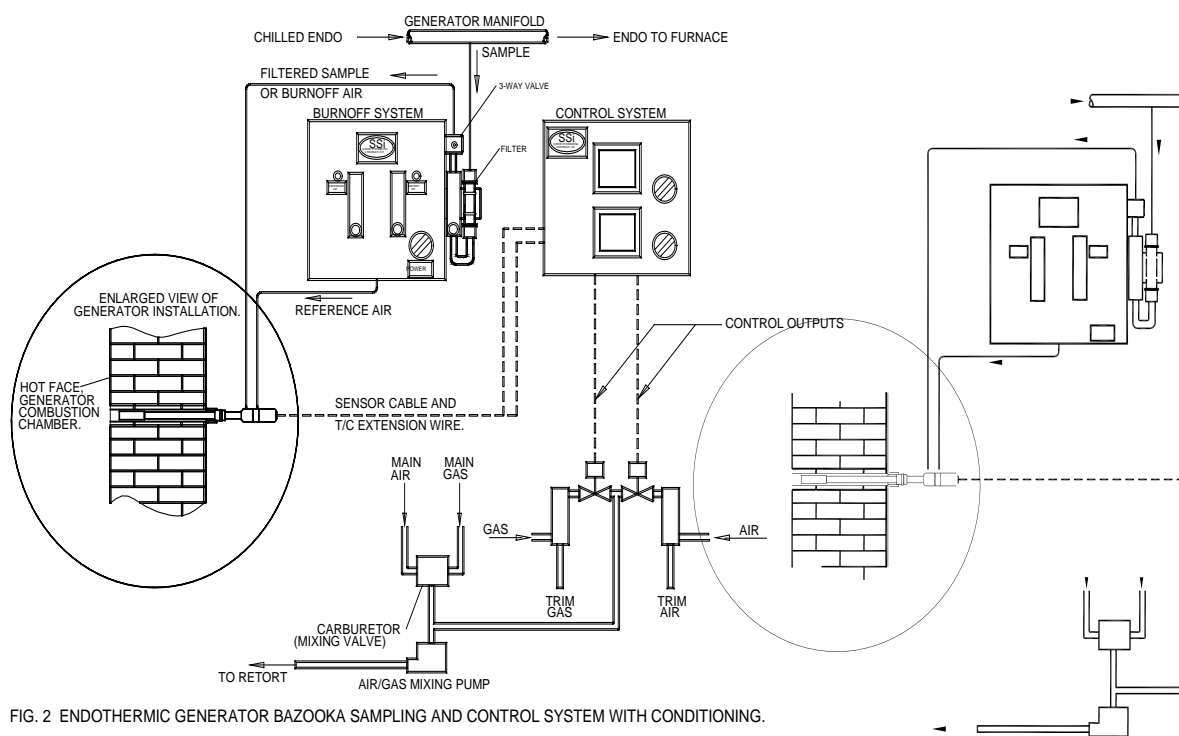 GENERATOR MANIFOLD
CHILLED ENDO
ENDO TO FURNACE
SAMPLE
FILTERED SAMPLE
OR BURNOFF AIR
3-WAY VALVE
BURNOFF SYSTEM
CONTROL SYSTEM
SSi
SSi
FILTER
POWER
REFERENCE AIR
ENLARGED VIEW OF
GENERATOR INSTALLATION.
CONTROL OUTPUTS
HOT FACE,
GENERATOR
COMBUSTION
CHAMBER.
SENSOR CABLE AND
T/C EXTENSION WIRE.
MAIN
AIR
MAIN
GAS
GAS
AIR
TRIM
GAS
TRIM
AIR
CARBURETOR
(MIXING VALVE)
TO RETORT
AIR/GAS MIXING PUMP
FIG. 2 ENDOTHERMIC GENERATOR BAZOOKA SAMPLING AND CONTROL SYSTEM WITH CONDITIONING.